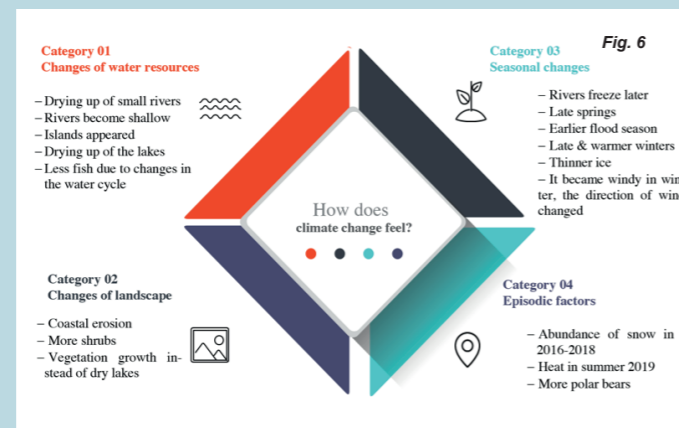 Fig. 6
Category 01
Changes of water resources
– Drying up of small rivers
– Rivers become shallow
– Islands appeared
– Drying up of the lakes
– Less fish due to changes in
the water cycle
Category 03
Seasonal changes
– Rivers freeze later
– Late springs
– Earlier flood season
– Late & warmer winters
– Thinner ice
– It became windy in win
ter, the direction of win
changed
How does
climate change feel?
Category 02
Changes of landscape
– Coastal erosion
– More shrubs
– Vegetation growth in-
stead of dry lakes
Category 04
Episodic factors
– Abundance of snow in
2016-2018
– Heat in summer 2019
– More polar bears